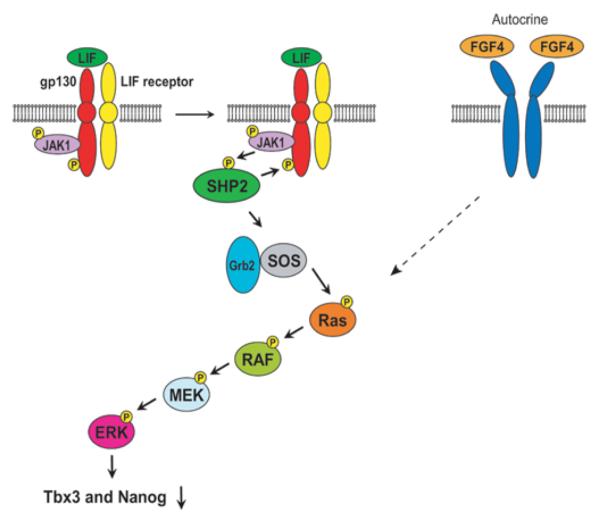 Autocrine
LIF
LIF
FGF4
FGF4
gp130
LIF receptor
P
JAK1
P
P
JAK1
P
P
SHP2
Grb2
SOS
P
Ras
P
RAF
P
MEK
P
ERK
Tbx3 and Nanog